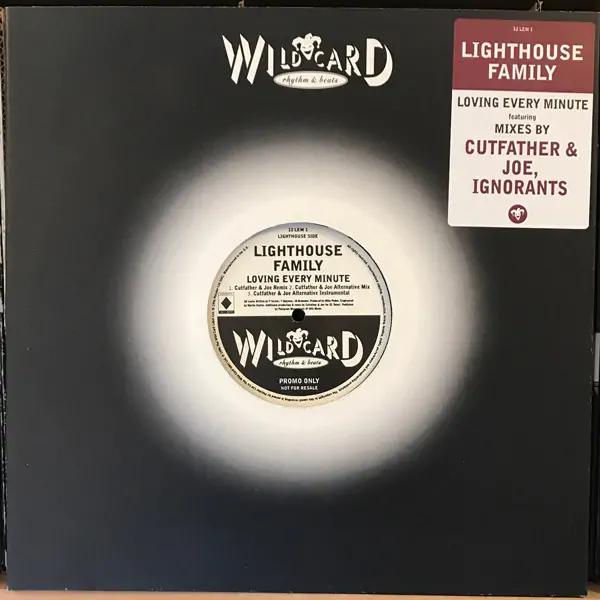 WILDCARD
rhythm & beats
12 LEW 1
LIGHTHOUSE
FAMILY
LOVING EVERY MINUTE
featuring
MIXES BY
CUTFATHER &
JOE,
IGNORANTS
12 LEW 1
LIGHTHOUSE SIDE
LIGHTHOUSE
FAMILY
LOVING EVERY MINUTE
1. Cutfather & Joe Remix 2. Cutfather & Joe Alternative Mix
3. Cutfather & Joe Alternative Instrumental
WILDCARD
rhythm & beats
PROMO ONLY
NOT FOR RESALE